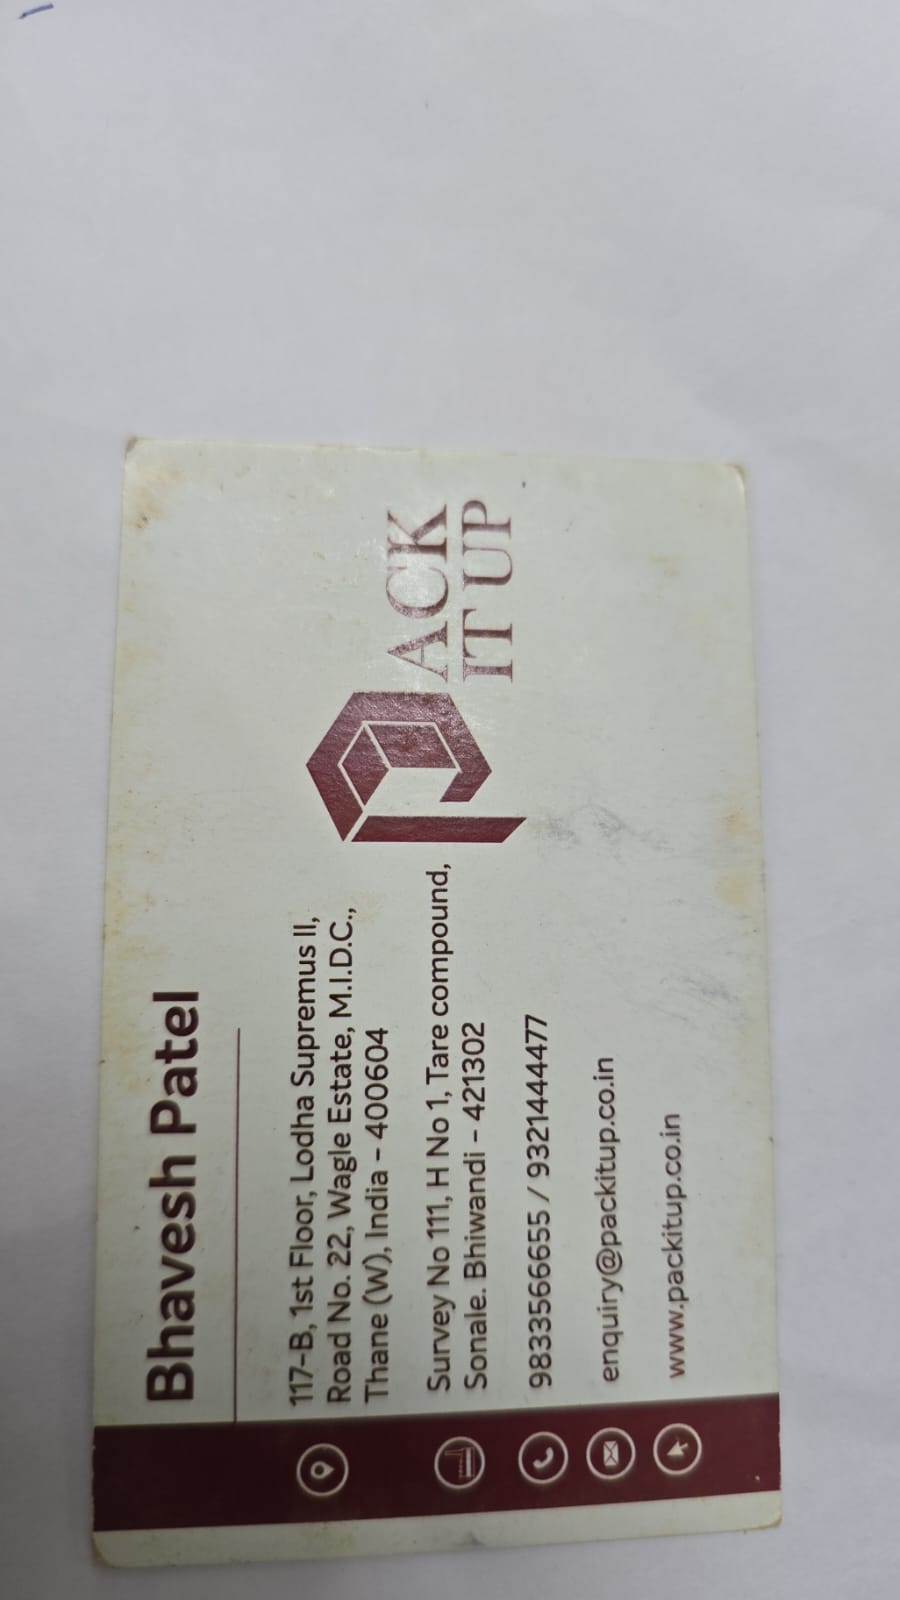 Bhavesh Patel
117-B, 1st Floor, Lodha Supremus II,
Road No. 22, Wagle Estate, M.I.D.C.,
Thane (W), India - 400604
Survey No 111, H No 1, Tare compound,
Sonale. Bhiwandi - 421302
9833566655 / 9321444477
enquiry@packitup.co.in
www.packitup.co.in
PACK
IT UP